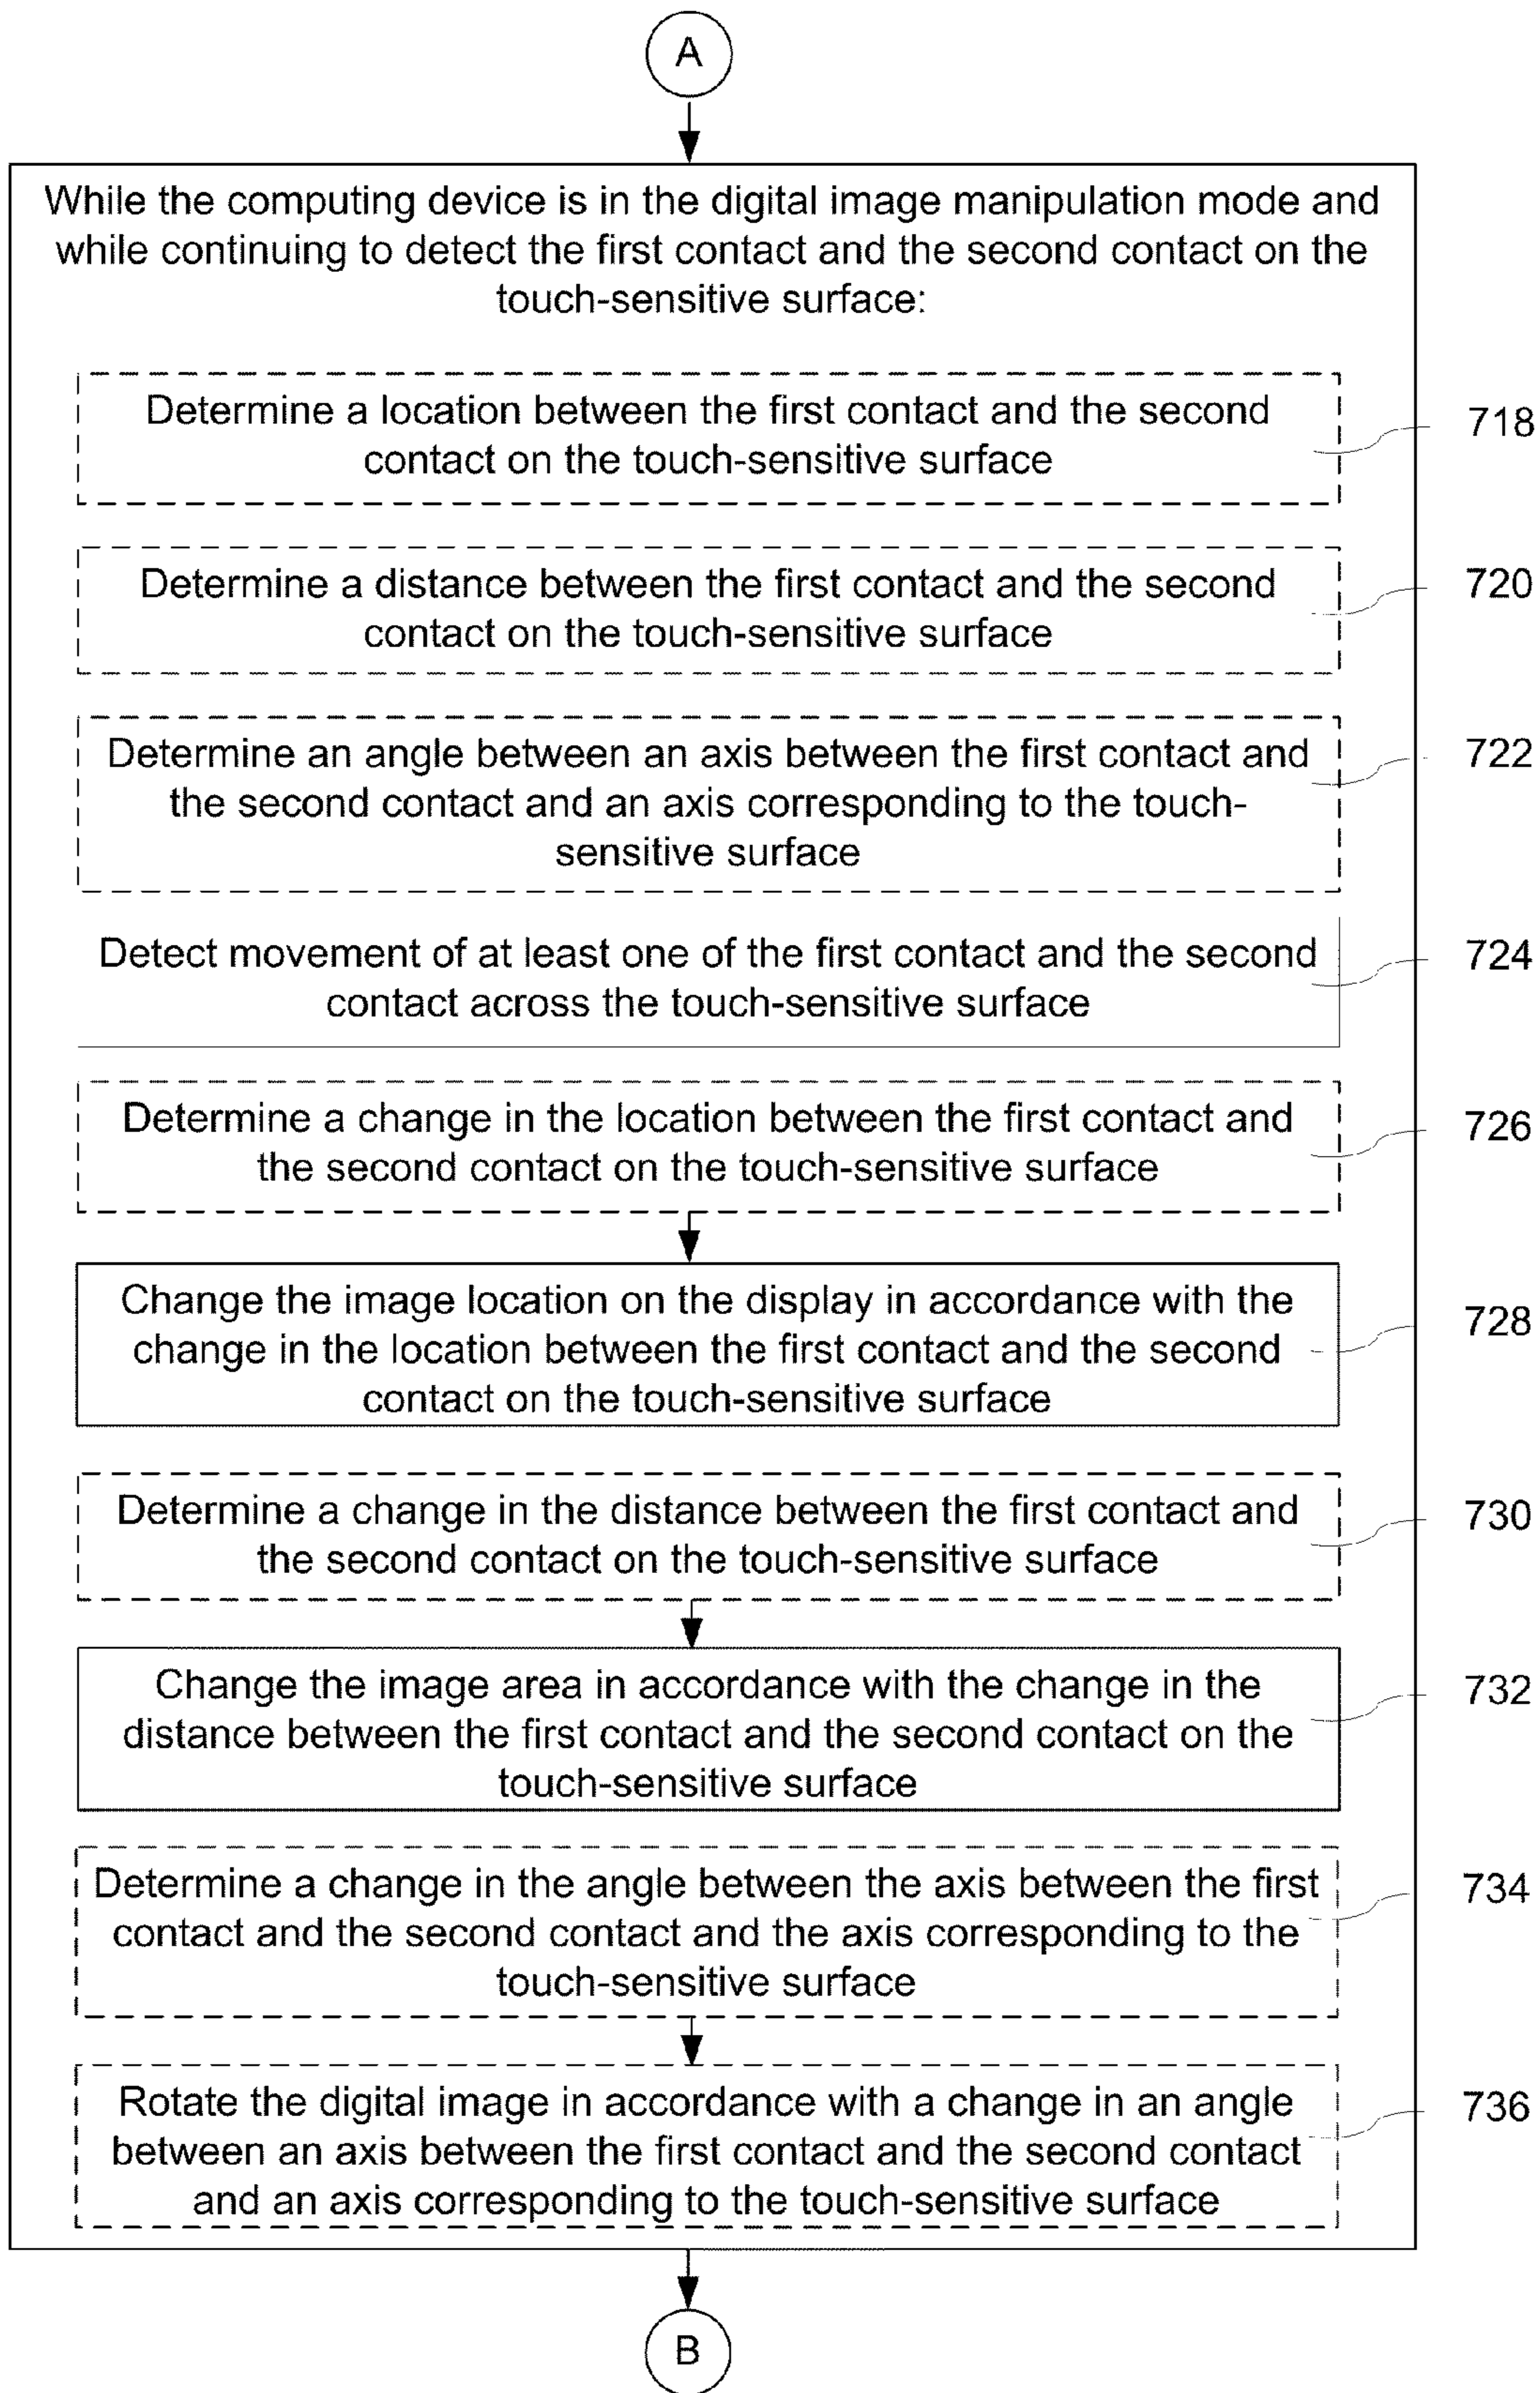 A
While the computing device is in the digital image manipulation mode and
while continuing to detect the first contact and the second contact on the
touch-sensitive surface:
Determine a location between the first contact and the second
contact on the touch-sensitive surface
718
Determine a distance between the first contact and the second
contact on the touch-sensitive surface
720
Determine an angle between an axis between the first contact and
the second contact and an axis corresponding to the touch-
sensitive surface
722
Detect movement of at least one of the first contact and the second
contact across the touch-sensitive surface
724
Determine a change in the location between the first contact and
the second contact on the touch-sensitive surface
726
Change the image location on the display in accordance with the
change in the location between the first contact and the second
contact on the touch-sensitive surface
728
Determine a change in the distance between the first contact and
the second contact on the touch-sensitive surface
730
Change the image area in accordance with the change in the
distance between the first contact and the second contact on the
touch-sensitive surface
732
Determine a change in the angle between the axis between the first
contact and the second contact and the axis corresponding to the
touch-sensitive surface
734
Rotate the digital image in accordance with a change in an angle
between an axis between the first contact and the second contact
and an axis corresponding to the touch-sensitive surface
736
B